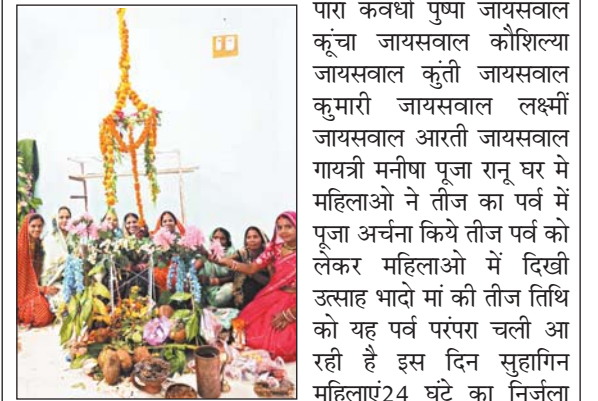 पारा कवर्धा पुष्पा जायसवाल
कूंचा जायसवाल कौशिल्या
जायसवाल कुंती जायसवाल
कुमारी जायसवाल लक्ष्मीं
जायसवाल आरती जायसवाल
गायत्री मनीषा पूजा रानू घर मे
महिलाओ ने तीज का पर्व में
पूजा अर्चना किये तीज पर्व को
लेकर महिलाओ में दिखी
उत्साह भादो मां की तीज तिथि
को यह पर्व परंपरा चली आ
रही है इस दिन सुहागिन
महिलाएं24 घंटे का निर्जला